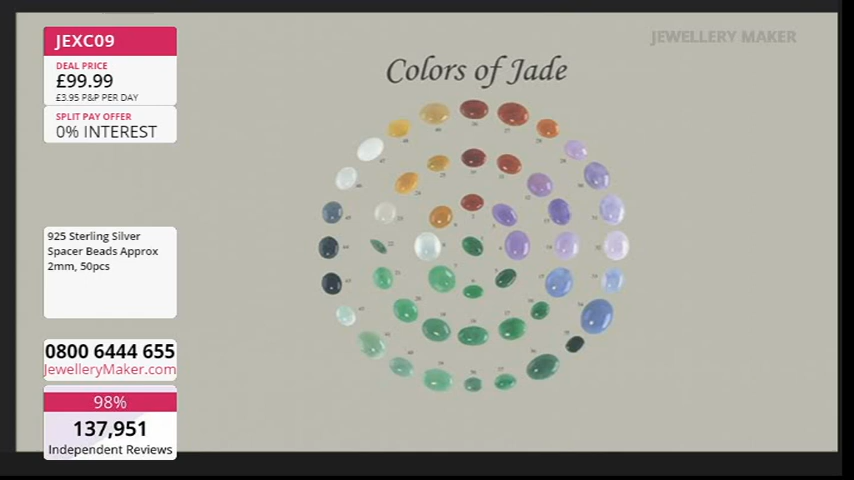 JEXC09
DEAL PRICE
£99.99
£3.95 P&P PER DAY
SPLIT PAY OFFER
0% INTEREST
925 Sterling Silver
Spacer Beads Approx
2mm, 50pcs
0800 6444 655
JewelleryMaker.com
98%
137,951
Independent Reviews
JEWELLERY MAKER
Colors of Jade